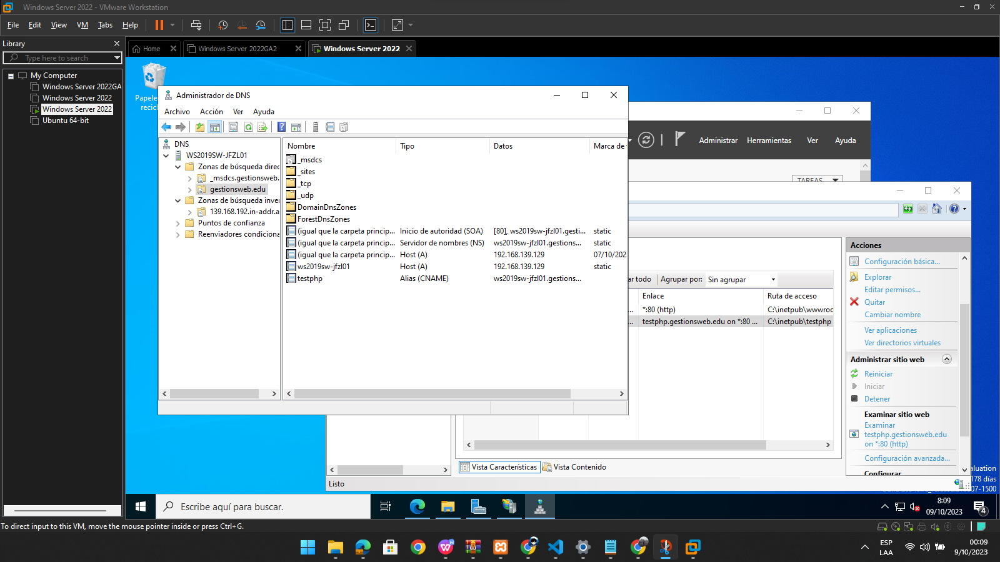 Windows Server 2022 - VMware Workstation
File Edit View VM Tabs Help
Library
Home
Windows Server 2022GA2
Windows Server 2022
Type here to search
My Computer
Windows Server 2022GA
Windows Server 2022
Windows Server 2022
Ubuntu 64-bit
Papele
recicl
Administrador de DNS
Archivo Acción Ver Ayuda
DNS
WS2019SW-JFZL01
Zonas de búsqueda direc
_msdcs.gestionsweb.
gestionsweb.edu
Zonas de búsqueda inver
139.168.192.in-addr.a
Puntos de confianza
Reenviadores condiciona
Nombre Tipo Datos Marca de
_msdcs
_sites
_tcp
_udp
DomainDnsZones
ForestDnsZones
(igual que la carpeta princip... Inicio de autoridad (SOA) [80], ws2019sw-jfzl01.gesti... static
(igual que la carpeta princip... Servidor de nombres (NS) ws2019sw-jfzl01.gestions... static
(igual que la carpeta princip... Host (A) 192.168.139.129 07/10/202
ws2019sw-jfzl01 Host (A) 192.168.139.129 static
testphp Alias (CNAME) ws2019sw-jfzl01.gestions...
Administrar Herramientas Ver Ayuda
TAREAS
ar todo Agrupar por: Sin agrupar
Enlace Ruta de acceso
... *:80 (http) C:\inetpub\wwwroc
... testphp.gestionsweb.edu on *:80 ... C:\inetpub\testphp
Acciones
Configuración básica...
Explorar
Editar permisos...
Quitar
Cambiar nombre
Ver aplicaciones
Ver directorios virtuales
Administrar sitio web
Reiniciar
Iniciar
Detener
Examinar sitio web
Examinar
testphp.gestionsweb.edu
on *:80 (http)
Configuración avanzada...
Configurar
Vista Características Vista Contenido
Listo
aluation
178 días
07-1500
Escribe aquí para buscar.
8:09
09/10/2023
4
To direct input to this VM, move the mouse pointer inside or press Ctrl+G.
ESP
LAA
00:09
9/10/2023